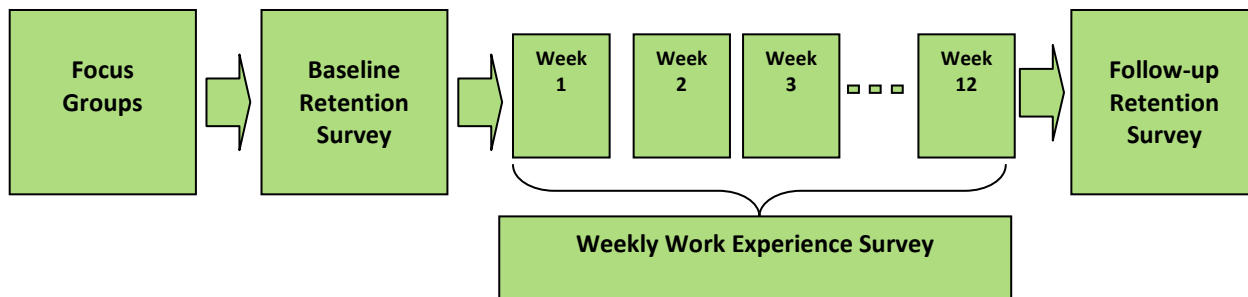 Focus
Groups
Baseline
Retention
Survey
Week
1
Week
2
Week
3
Week
12
Follow-up
Retention
Survey
Weekly Work Experience Survey